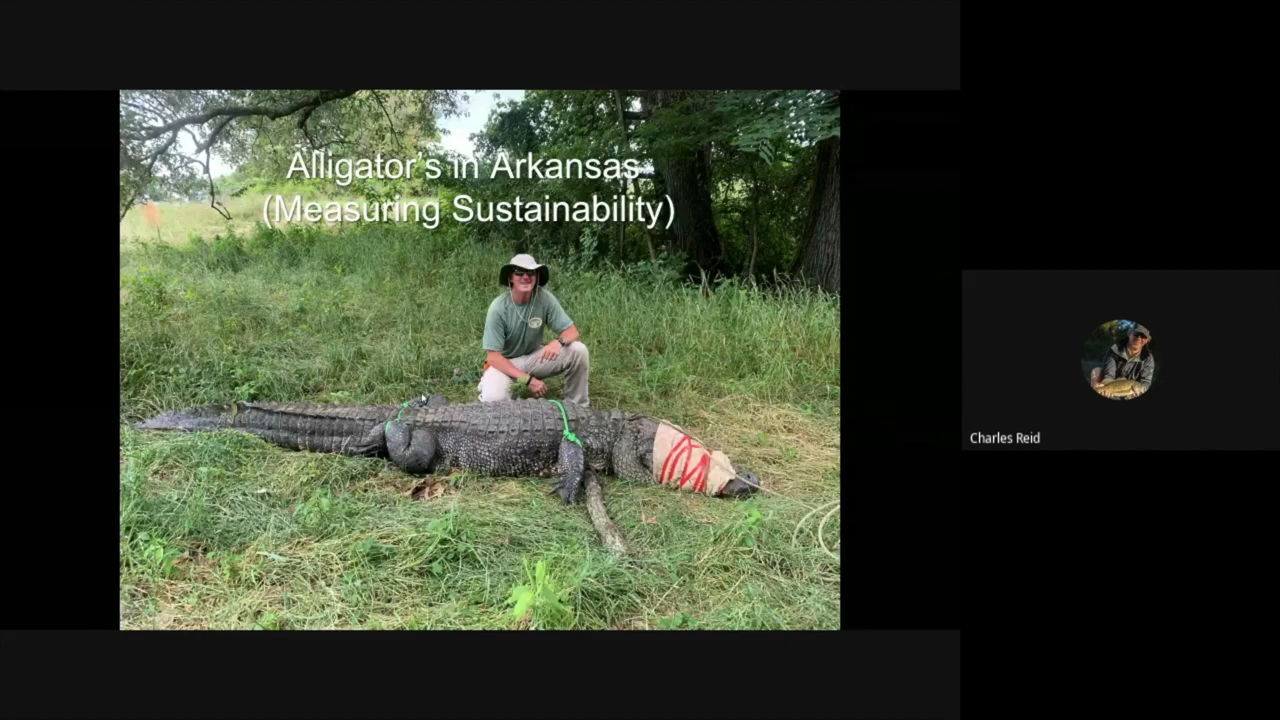 Alligator's in Arkansas
(Measuring Sustainability)
Charles Reid